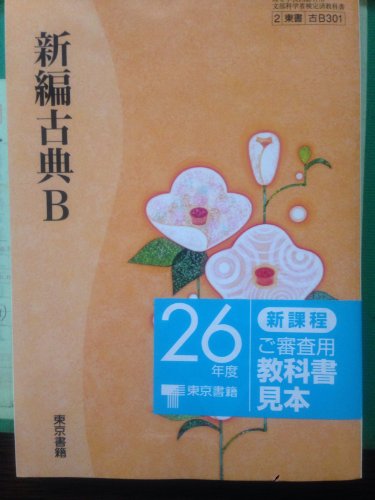 文部科学省検定済教科書
2 東書 古B301
新編古典B
26
年度
東京書籍
新課程
ご審査用
教科書
見本
東京書籍